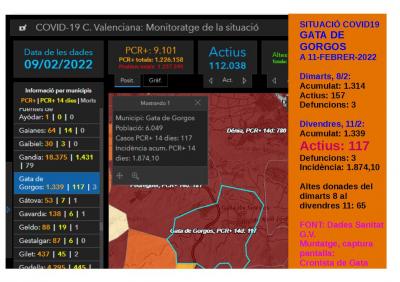 COVID-19 C. Valenciana: Monitoratge de la situació
Data de les dades
09/02/2022
PCR+: 9.101
PCR+ totals: 1.226.158
Actius
112.038
Altes
Posit.
Gràf.
Act.
Informació per municipis
PCR+ | PCR+ 14 dies | Morts
Fuentes de
Ayódar: 1 | 0 | 0
Gaianes: 64 | 14 | 0
Gaibiel: 30 | 3 | 0
Gandia: 18.375 | 1.431
| 79
Gata de
Gorgos: 1.339 | 117 | 3
Gátova: 53 | 7 | 1
Gavarda: 138 | 6 | 1
Geldo: 88 | 19 | 1
Gestalgar: 87 | 6 | 0
Gilet: 437 | 45 | 2
Godella: 4.295 | 445 |
Mostrando 1
Municipi: Gata de Gorgos
Població: 6.049
Casos PCR+ 14 dies: 117
Incidència acum. PCR+ 14
dies: 1.874,10
Dénia, PCR+ 14d: 780
Pedreguer, PCR+ 14d: 187
Gata de Gorgos, PCR+ 14d: 117
SITUACIÓ COVID19
GATA DE
GORGOS
A 11-FEBRER-2022
Dimarts, 8/2:
Acumulat: 1.314
Actius: 157
Defuncions: 3
Divendres, 11/2:
Acumulat: 1.339
Actius: 117
Defuncions: 3
Incidència: 1.874,10
Altes donades del
dimarts 8 al
divendres 11: 65
FONT: Dades Sanitat
G.V.
Muntatge, captura
pantalla:
Cronista de Gata